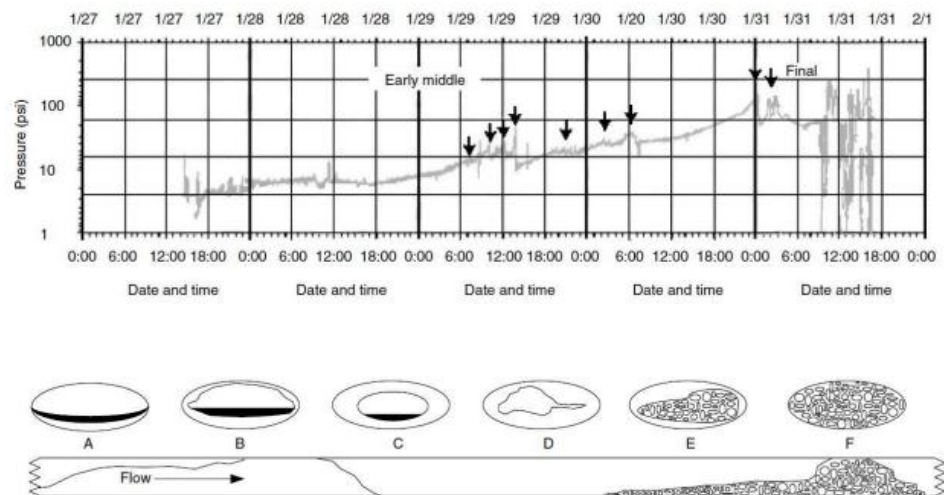 1/27 1/27 1/27 1/27 1/28 1/28 1/28 1/28 1/29 1/29 1/29 1/29 1/30 1/20 1/30 1/30 1/31 1/31 1/31 1/31 2/1
1000
Early middle
Final
100
Pressure (psi)
10
1
0:00 6:00 12:00 18:00 0:00 6:00 12:00 18:00 0:00 6:00 12:00 18:00 0:00 6:00 12:00 18:00 0:00 6:00 12:00 18:00 0:00
Date and time Date and time Date and time Date and time Date and time
A B C D E F
Flow